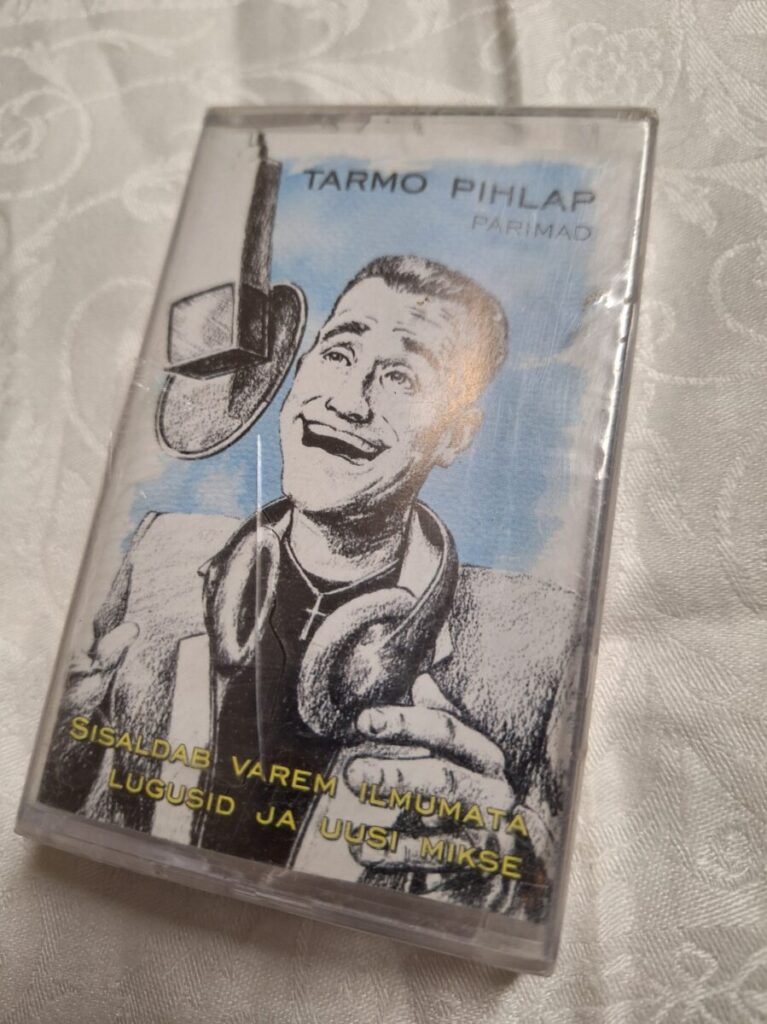 TARMO PIHLAP
PARIMAD
SISALDAB VAREM ILMUMATA
LUGUSID JA UUSI MIKSE